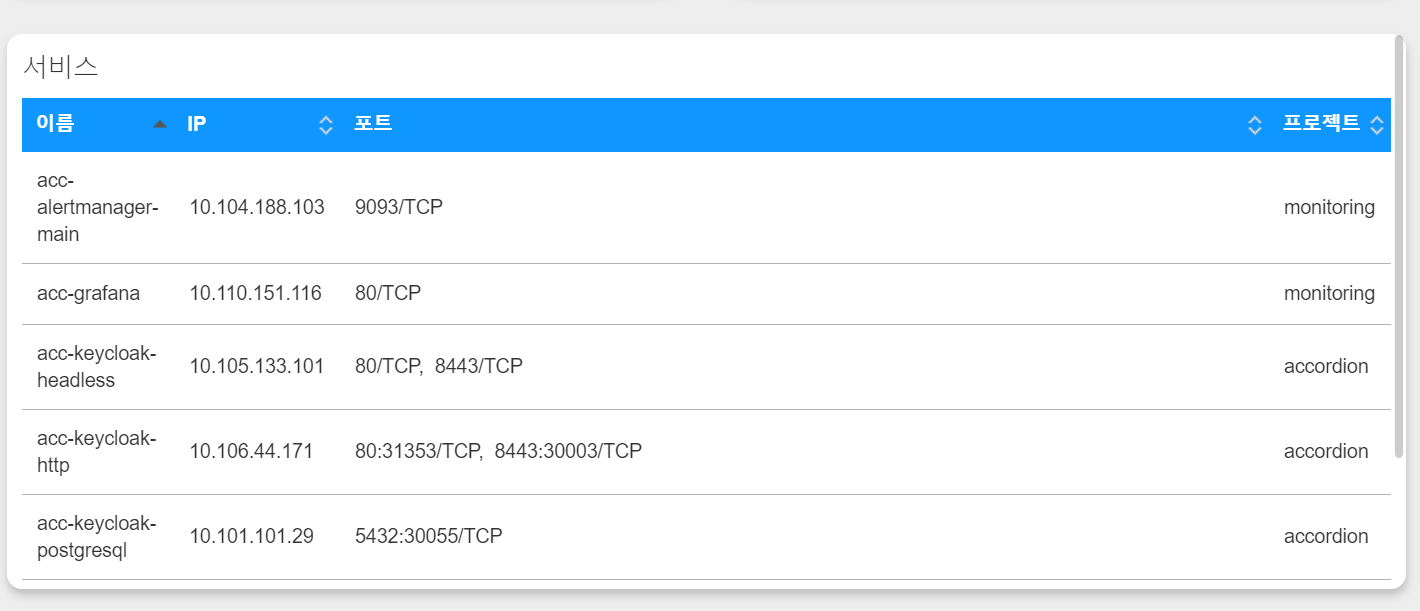 서비스
이름 IP 포트 프로젝트
acc-
alertmanager- 10.104.188.103 9093/TCP monitoring
main
acc-grafana 10.110.151.116 80/TCP monitoring
acc-keycloak-
headless 10.105.133.101 80/TCP, 8443/TCP accordion
acc-keycloak-
http 10.106.44.171 80:31353/TCP, 8443:30003/TCP accordion
acc-keycloak-
postgresql 10.101.101.29 5432:30055/TCP accordion